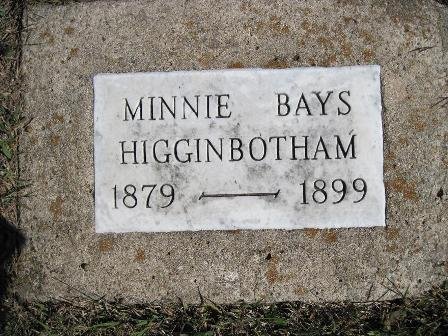 MINNIE BAYS
HIGGINBOTHAM
1879 — 1899